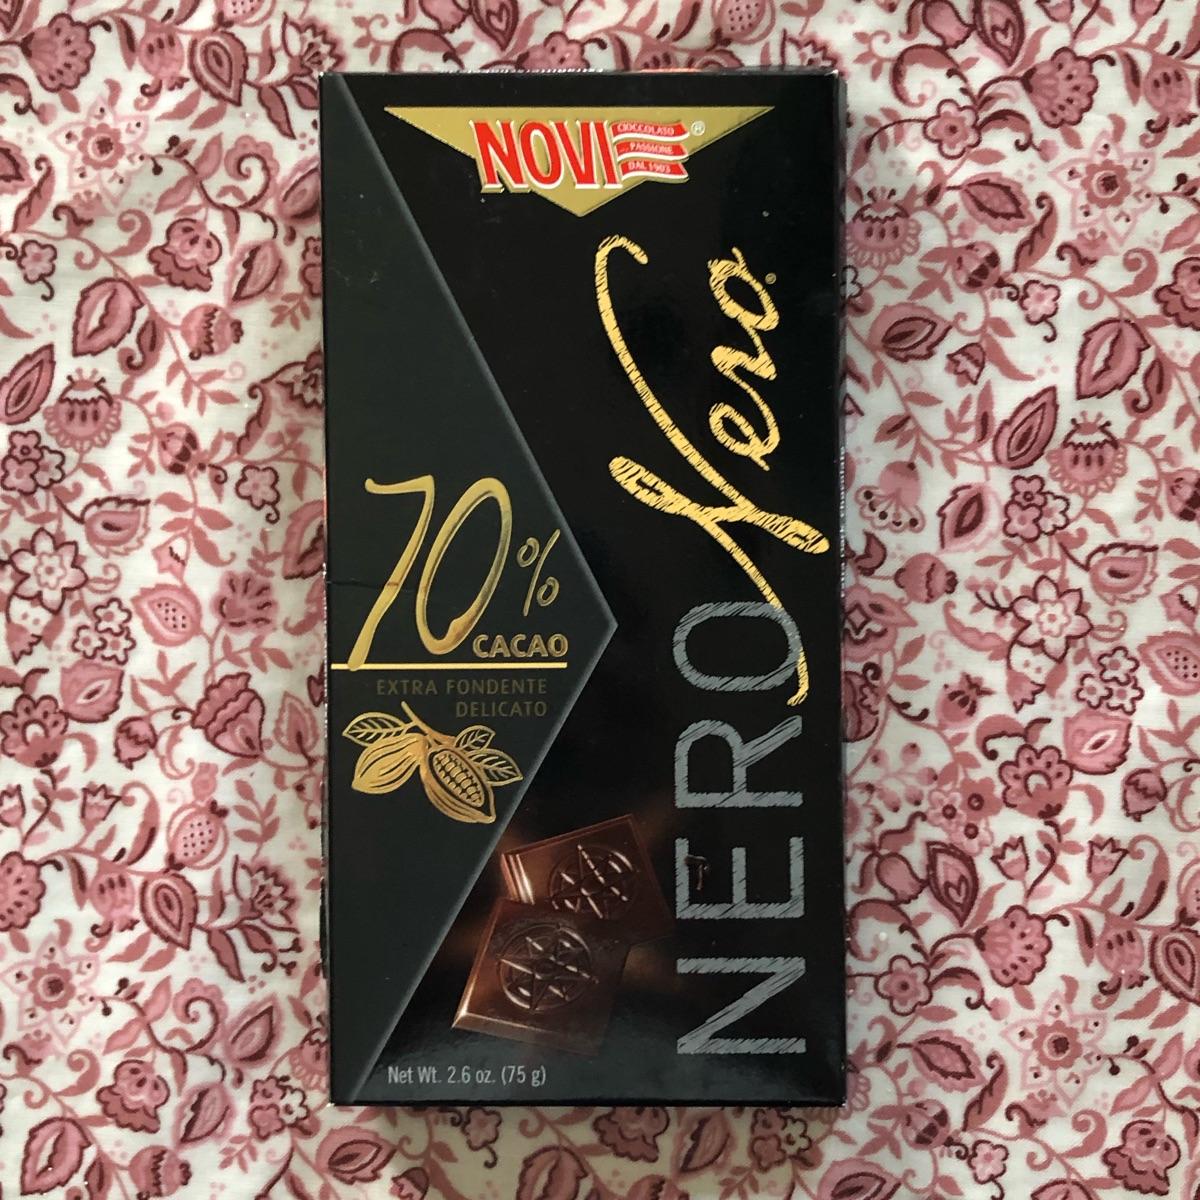 NOVI
CIOCCOLATO
... PASSIONE
DAL 1903
®
NERO Nero®
70%
CACAO
EXTRA FONDENTE
DELICATO
Net Wt. 2.6 oz. (75 g)